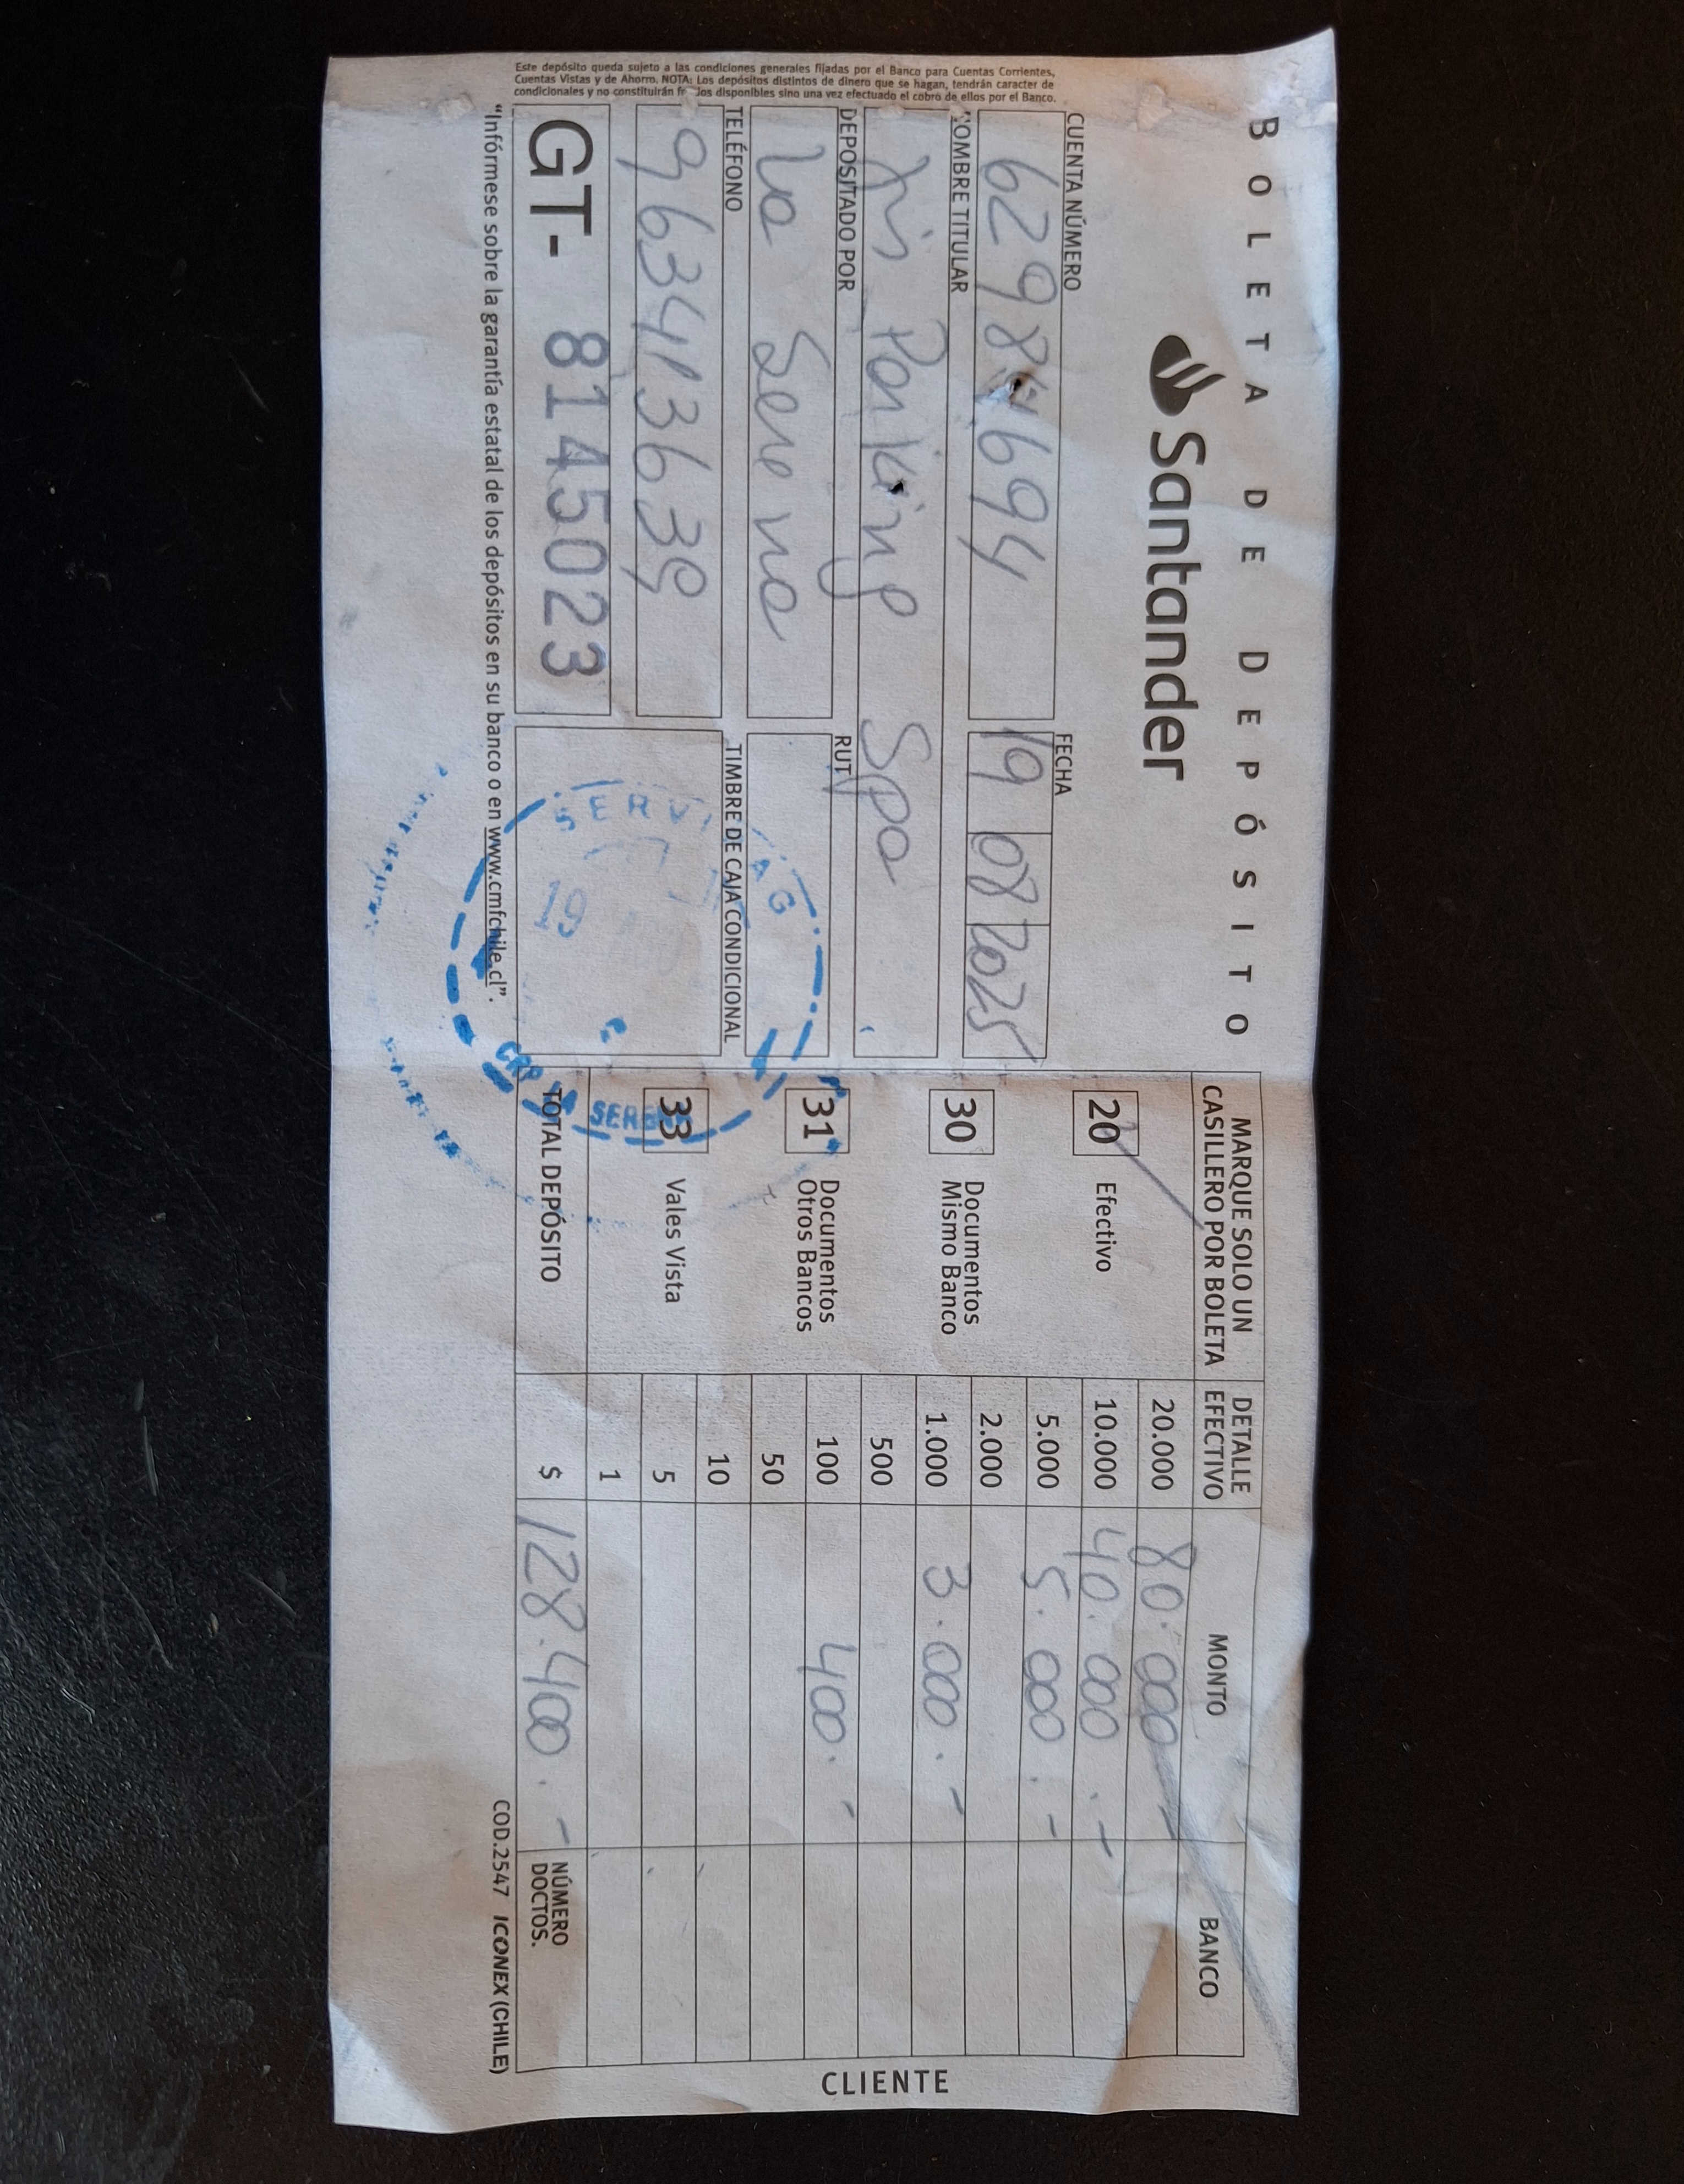 BOLETA DE DEPÓSITO
Santander
CUENTA NÚMERO
FECHA
19 08 2025
NOMBRE TITULAR
Parking Spa
DEPOSITADO POR
RUT
La Serena
TELÉFONO
TIMBRE DE CAJA CONDICIONAL
963413639
GT- 8145023
SERVI PAG
19
SERE
"Infórmese sobre la garantía estatal de los depósitos en su banco o en www.cmfchile.cl".
Este depósito queda sujeto a las condiciones generales fijadas por el Banco para Cuentas Corrientes,
Cuentas Vistas y de Ahorro. NOTA: Los depósitos distintos de dinero que se hagan, tendrán caracter de
condicionales y no constituirán los disponibles sino una vez efectuado el cobro de ellos por el Banco.
MARQUE SOLO UN
CASILLERO POR BOLETA
DETALLE
EFECTIVO
MONTO
BANCO
20 Efectivo
30 Documentos
Mismo Banco
31 Documentos
Otros Bancos
33 Vales Vista
20.000 80.000
10.000 40.000.-
5.000 5.000.-
2.000
1.000 3.000.-
500
100 400.-
50
10
5
1
TOTAL DEPÓSITO $ 128.400.-
NÚMERO
DOCTOS.
COD.2547 ICONEX (CHILE)
CLIENTE